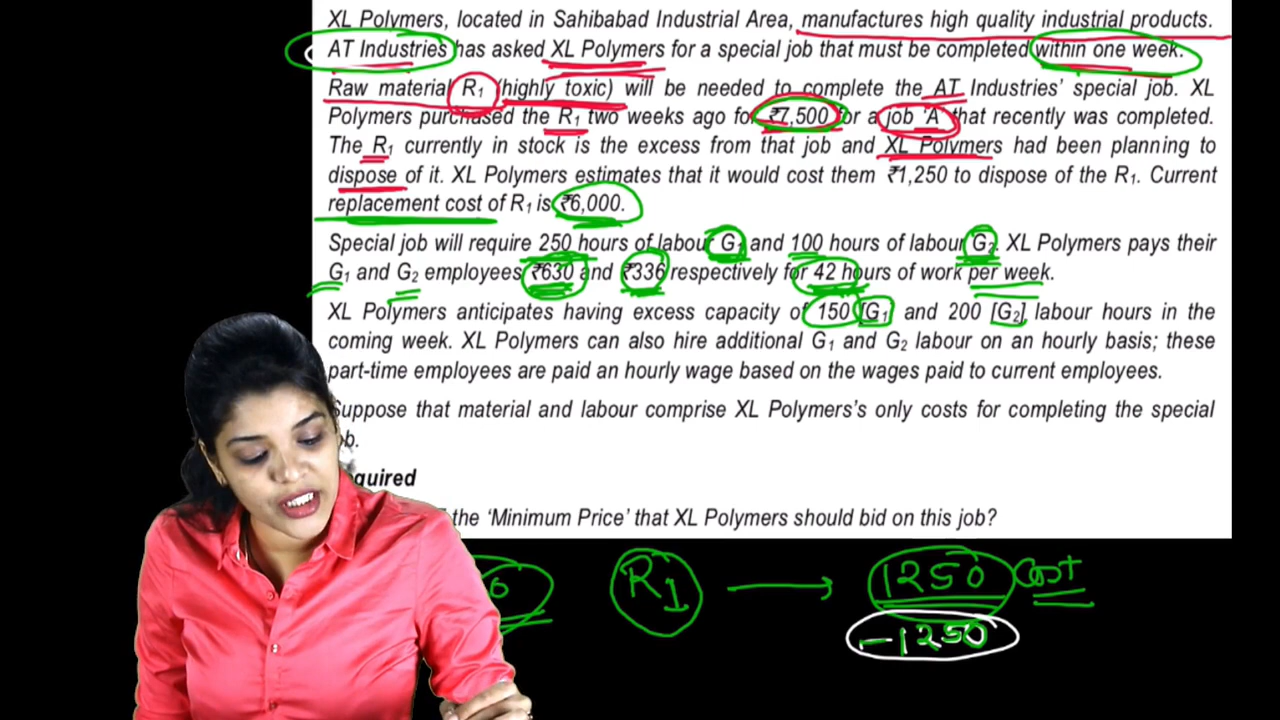 XL Polymers, located in Sahibabad Industrial Area, manufactures high quality industrial products.
AT Industries has asked XL Polymers for a special job that must be completed within one week.
Raw material R₁ (highly toxic) will be needed to complete the AT Industries' special job. XL
Polymers purchased the R₁ two weeks ago for ₹7,500 for a job 'A' that recently was completed.
The R₁ currently in stock is the excess from that job and XL Polymers had been planning to
dispose of it. XL Polymers estimates that it would cost them ₹1,250 to dispose of the R₁. Current
replacement cost of R₁ is ₹6,000.
Special job will require 250 hours of labour G₁ and 100 hours of labour G₂. XL Polymers pays their
G₁ and G₂ employees ₹630 and ₹336 respectively for 42 hours of work per week.
XL Polymers anticipates having excess capacity of 150 [G₁] and 200 [G₂] labour hours in the
coming week. XL Polymers can also hire additional G₁ and G₂ labour on an hourly basis; these
part-time employees are paid an hourly wage based on the wages paid to current employees.
Suppose that material and labour comprise XL Polymers's only costs for completing the special
the 'Minimum Price' that XL Polymers should bid on this job?
R1 → 1250 Cost
-1250